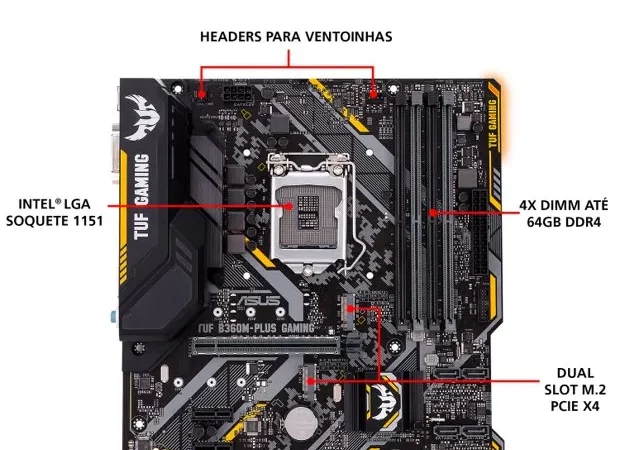 HEADERS PARA VENTOINHAS
TUF GAMING
TUF GAMING
INTEL® LGA
SOQUETE 1151
4X DIMM ATÉ
64GB DDR4
ASUS
TUF B360M-PLUS GAMING
DUAL
SLOT M.2
PCIE X4